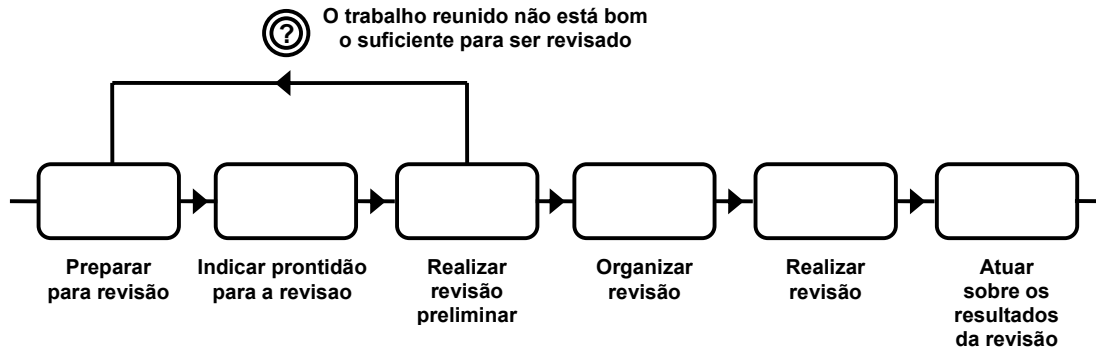 ?
O trabalho reunido não está bom
o suficiente para ser revisado
Preparar
para revisão
Indicar prontidão
para a revisao
Realizar
revisão
preliminar
Organizar
revisão
Realizar
revisão
Atuar
sobre os
resultados
da revisão